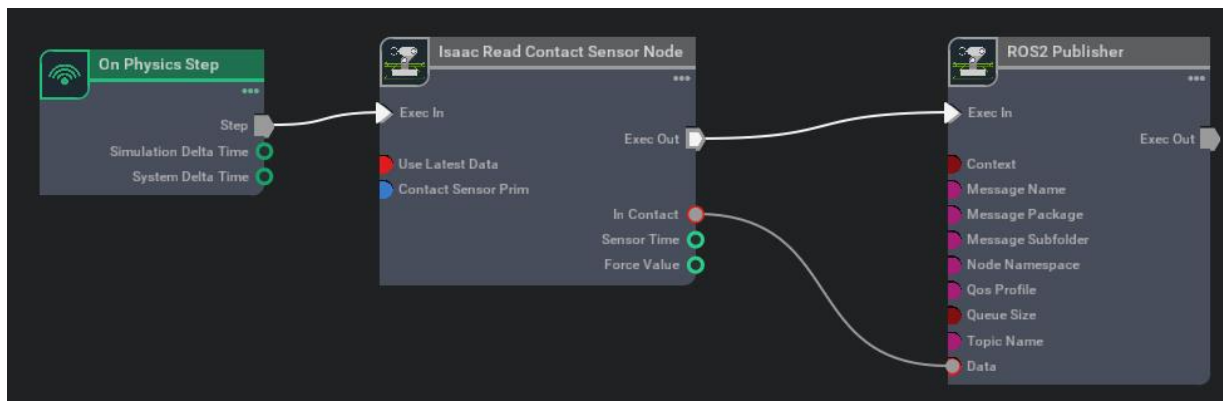 On Physics Step
Step
Simulation Delta Time
System Delta Time
Isaac Read Contact Sensor Node
Exec In
Exec Out
Use Latest Data
Contact Sensor Prim
In Contact
Sensor Time
Force Value
ROS2 Publisher
Exec In
Exec Out
Context
Message Name
Message Package
Message Subfolder
Node Namespace
Qos Profile
Queue Size
Topic Name
Data